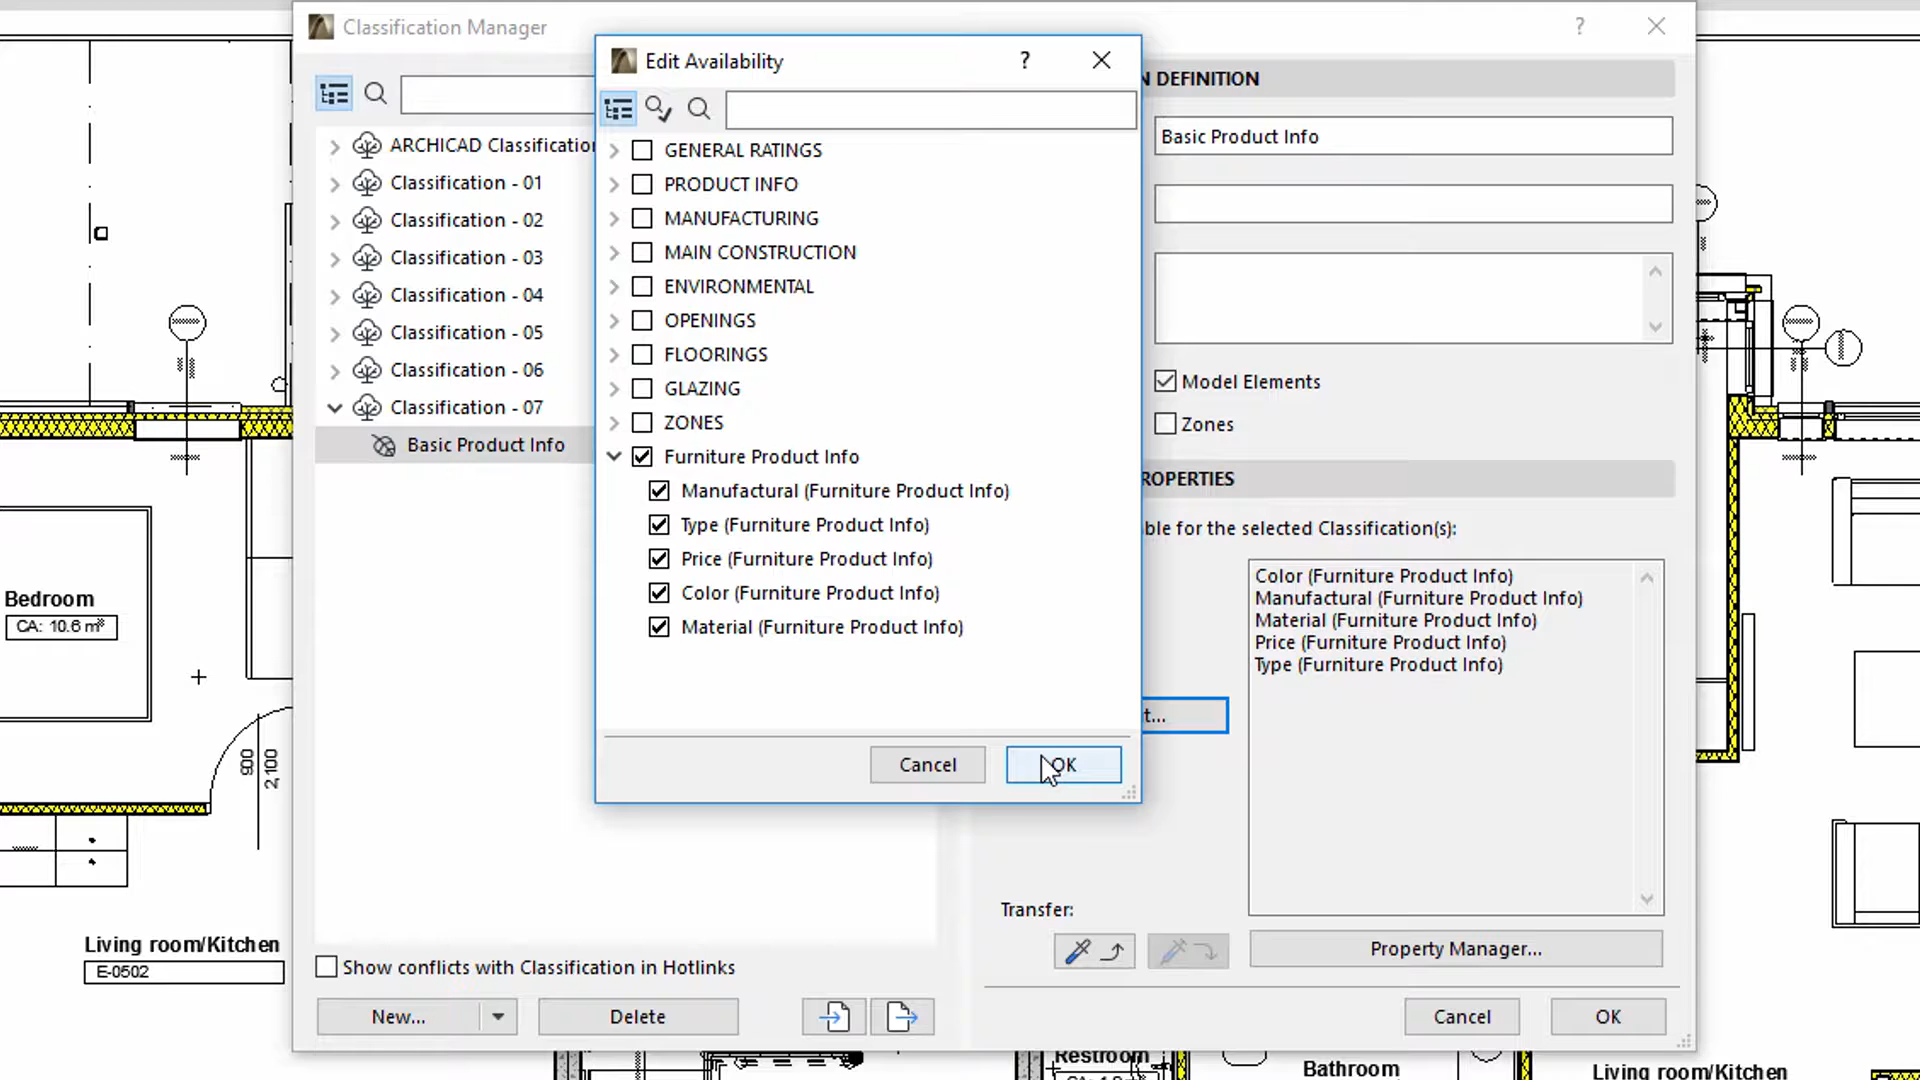 Classification Manager
?
Edit Availability
?
ARCHICAD Classificatio
Classification - 01
Classification - 02
Classification - 03
Classification - 04
Classification - 05
Classification - 06
Classification - 07
Basic Product Info
GENERAL RATINGS
PRODUCT INFO
MANUFACTURING
MAIN CONSTRUCTION
ENVIRONMENTAL
OPENINGS
FLOORINGS
GLAZING
ZONES
Furniture Product Info
Manufactural (Furniture Product Info)
Type (Furniture Product Info)
Price (Furniture Product Info)
Color (Furniture Product Info)
Material (Furniture Product Info)
Cancel
OK
N DEFINITION
Basic Product Info
Model Elements
Zones
ROPERTIES
ble for the selected Classification(s):
Color (Furniture Product Info)
Manufactural (Furniture Product Info)
Material (Furniture Product Info)
Price (Furniture Product Info)
Type (Furniture Product Info)
t...
Transfer:
Property Manager...
Show conflicts with Classification in Hotlinks
New...
Delete
Cancel
OK
Bedroom
CA: 10.6 m²
900
2,100
Living room/Kitchen
E-0502
Restroom
Bathroom
Living room/Kitchen